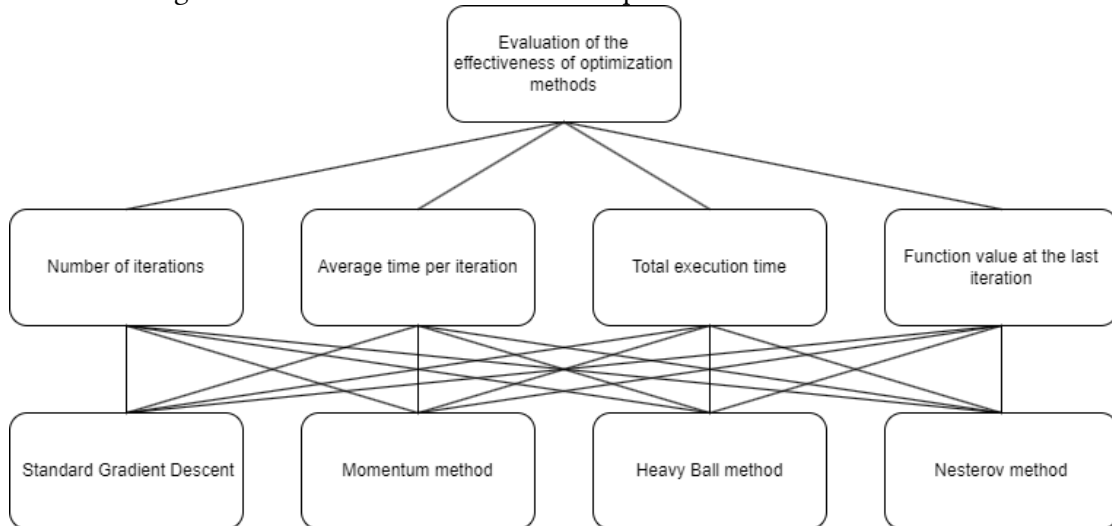 Evaluation of the
effectiveness of optimization
methods
Number of iterations
Average time per iteration
Total execution time
Function value at the last
iteration
Standard Gradient Descent
Momentum method
Heavy Ball method
Nesterov method